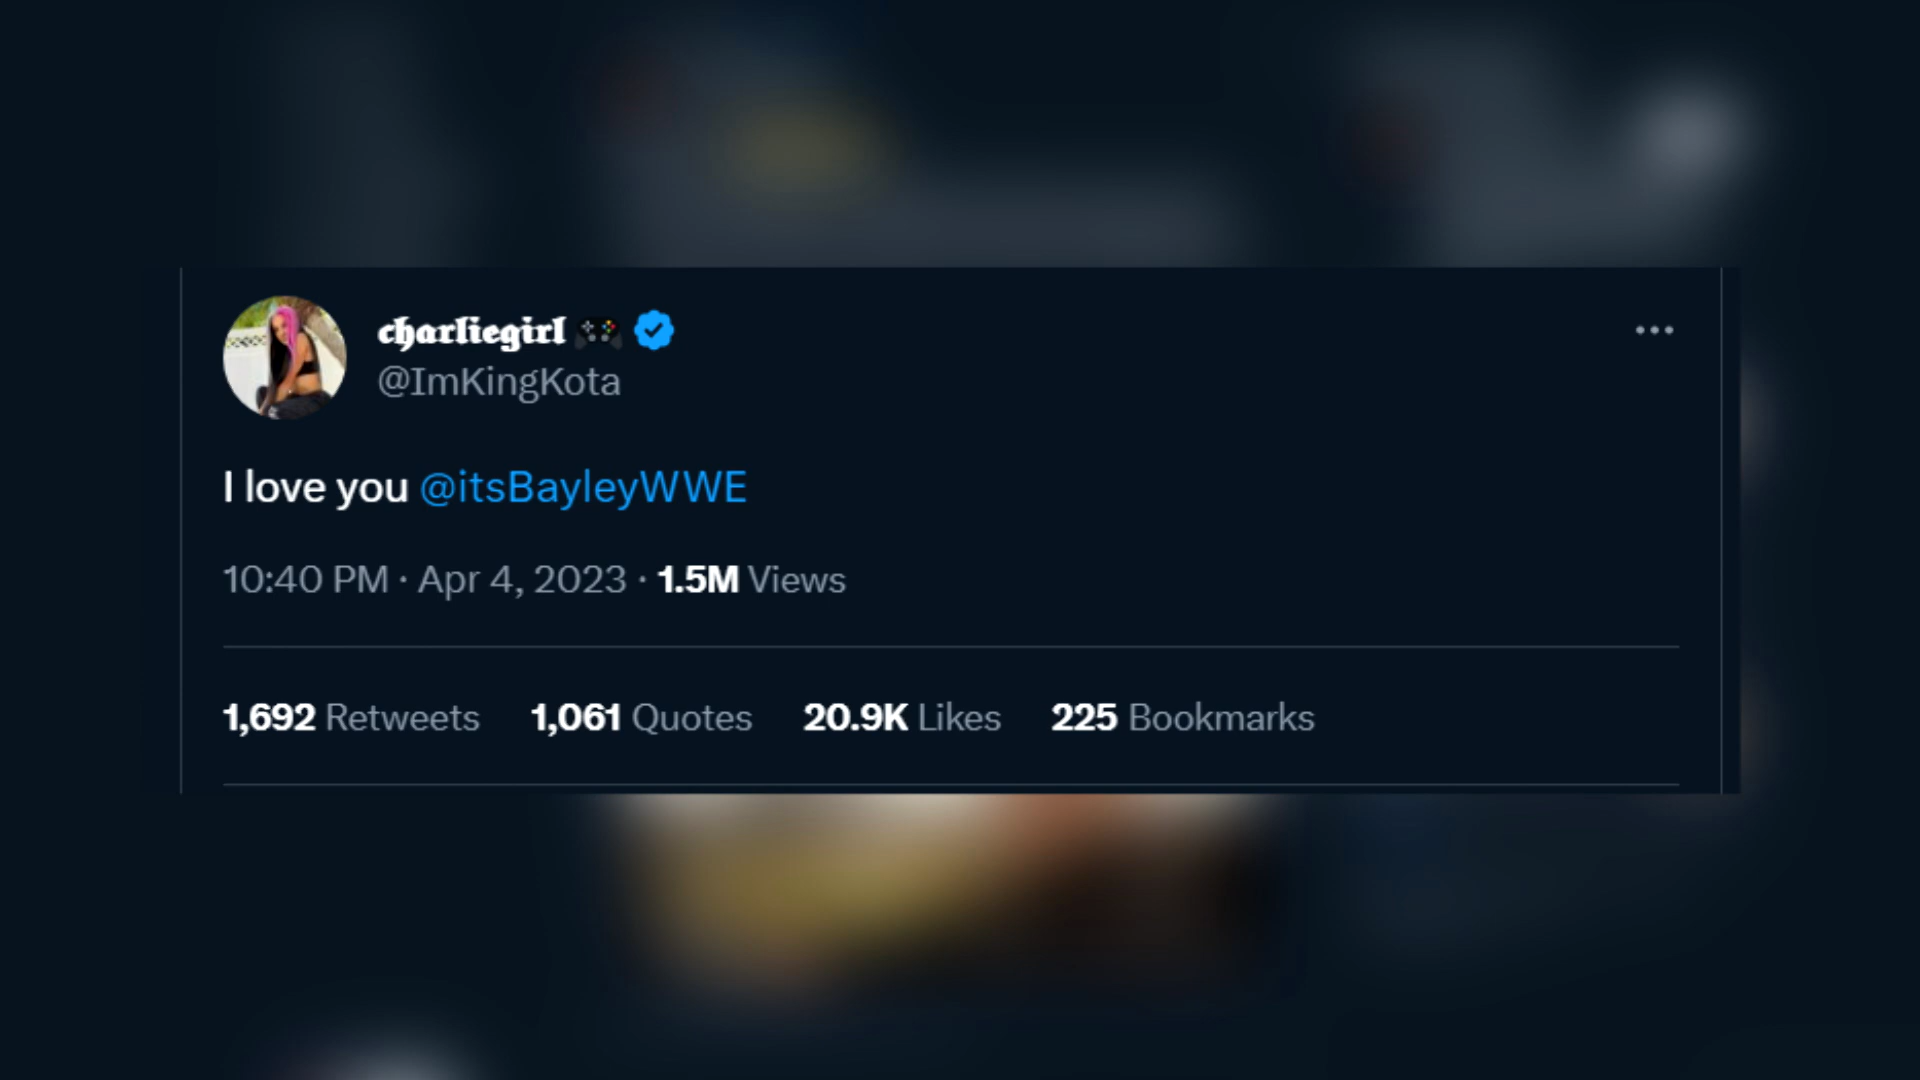 charliegirl 🎮
@ImKingKota
I love you @itsBayleyWWE
10:40 PM · Apr 4, 2023 · 1.5M Views
1,692 Retweets 1,061 Quotes 20.9K Likes 225 Bookmarks